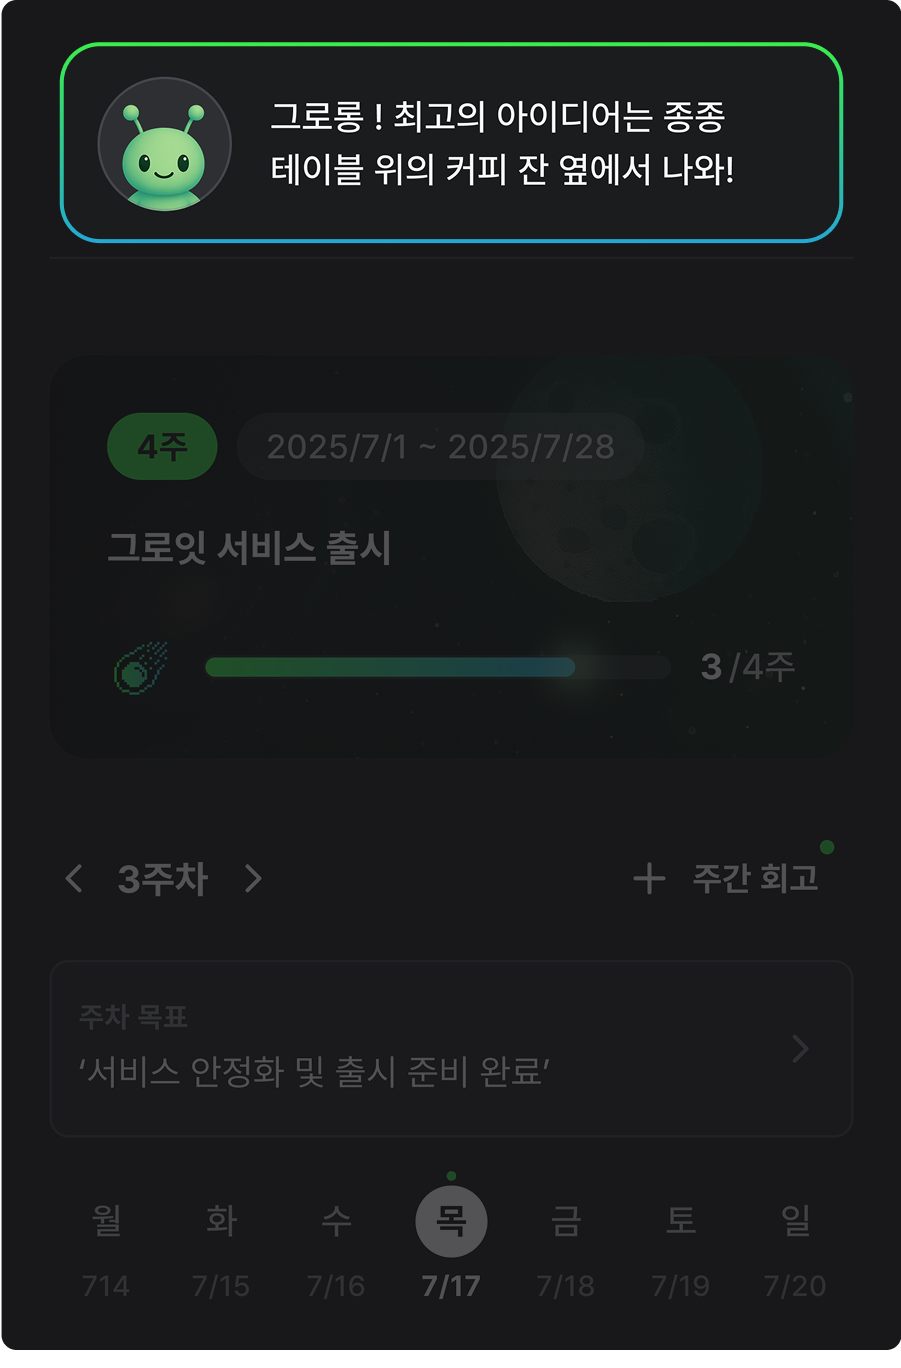 그로롱 ! 최고의 아이디어는 종종
테이블 위의 커피 잔 옆에서 나와!
4주 2025/7/1 ~ 2025/7/28
그로잇 서비스 출시
3 /4주
3주차
주간 회고
주차 목표
‘서비스 안정화 및 출시 준비 완료’
월 화 수 목 금 토 일
714 7/15 7/16 7/17 7/18 7/19 7/20